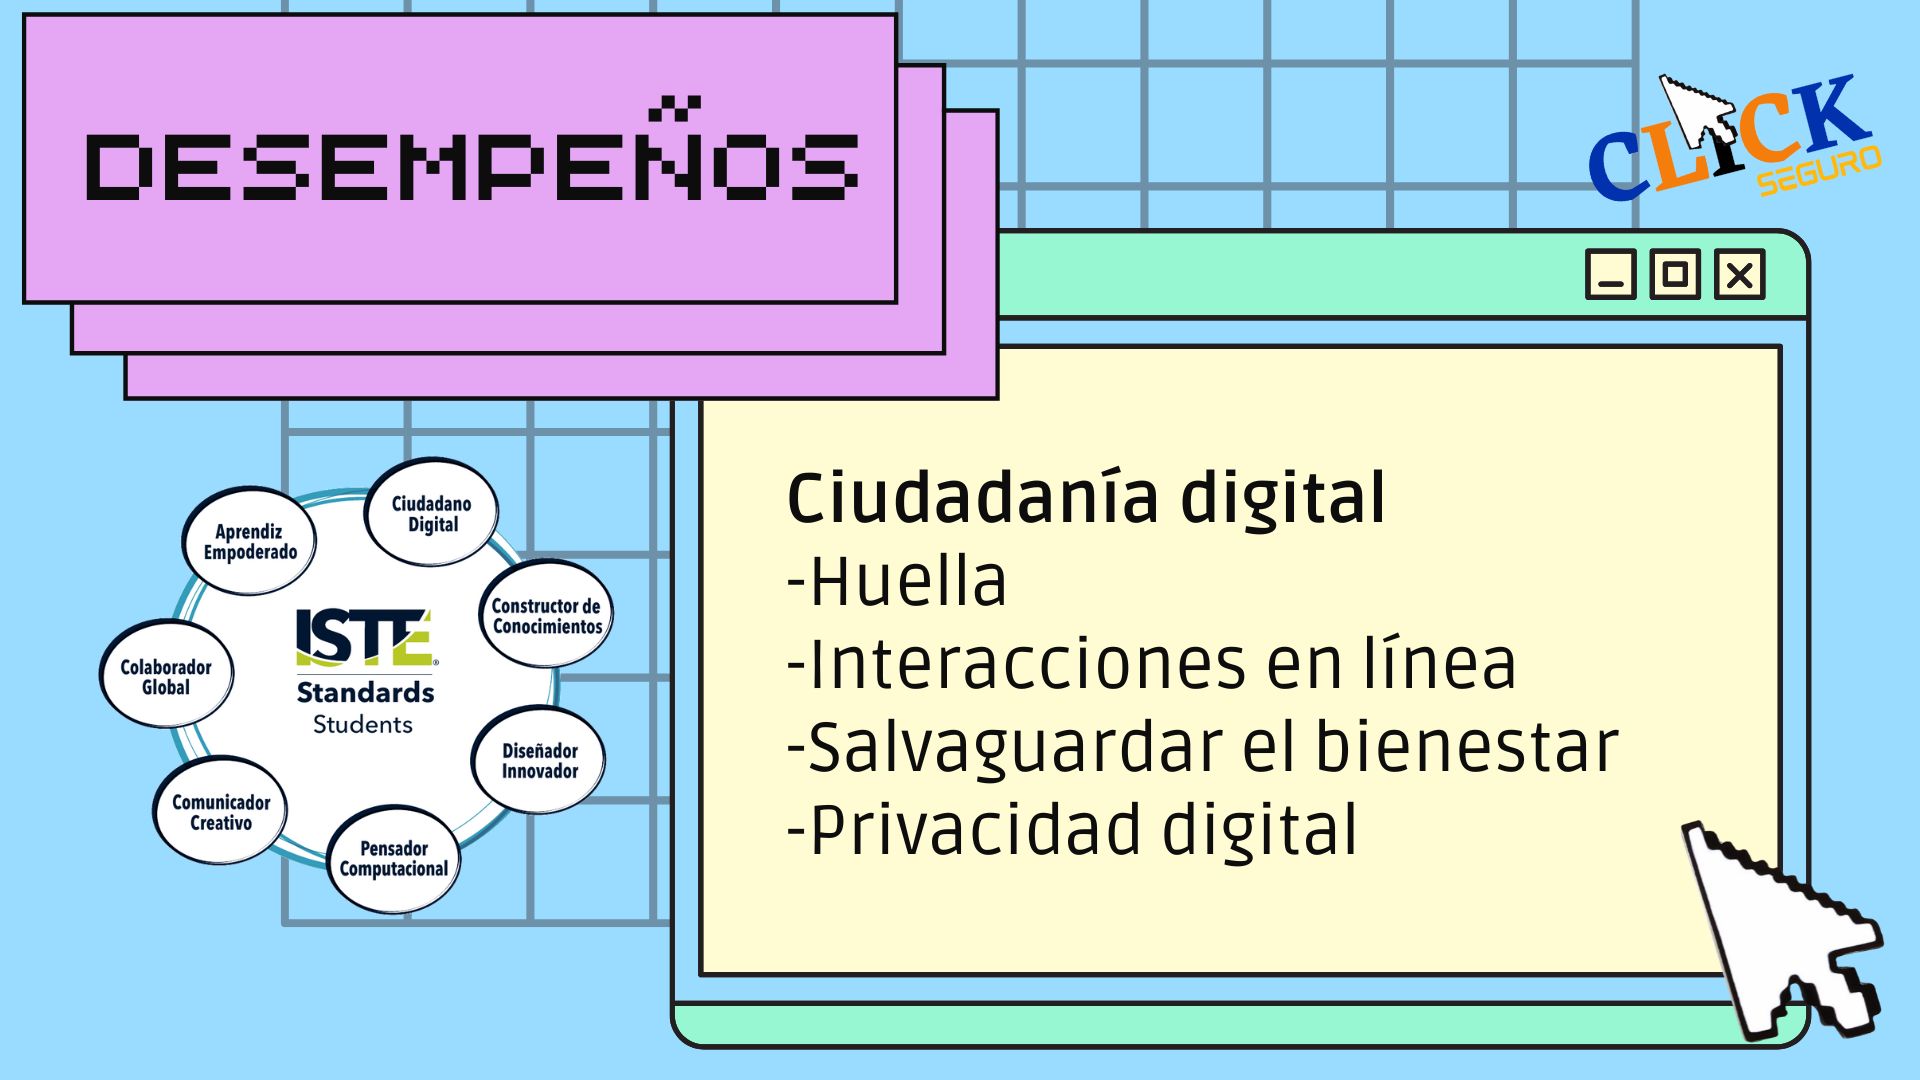 DESEMPEÑOS
CLICK
SEGURO
Ciudadano
Digital
Aprendiz
Empoderado
Constructor de
Conocimientos
Colaborador
Global
ISTE®
Standards
Students
Diseñador
Innovador
Comunicador
Creativo
Pensador
Computacional
Ciudadanía digital
-Huella
-Interacciones en línea
-Salvaguardar el bienestar
-Privacidad digital